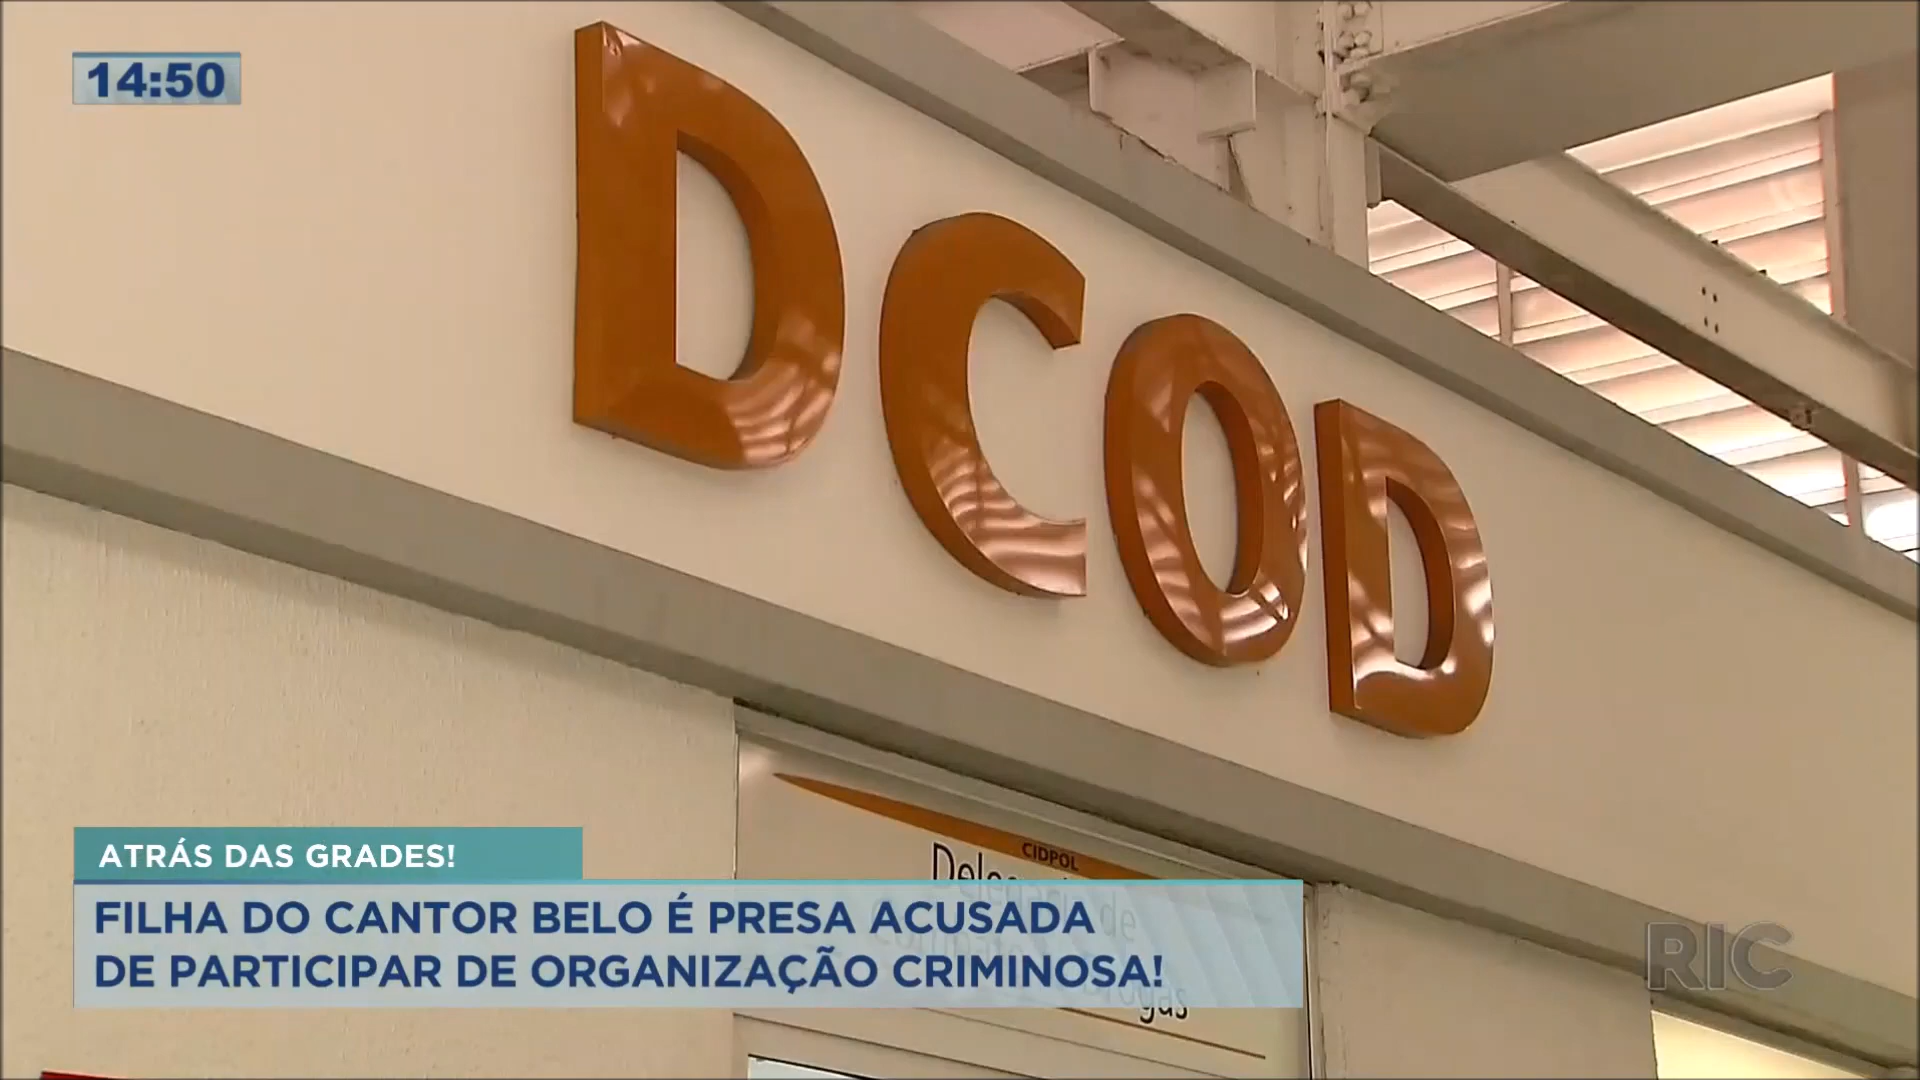 14:50
DCOD
CIDPOL
ATRÁS DAS GRADES!
FILHA DO CANTOR BELO É PRESA ACUSADA
DE PARTICIPAR DE ORGANIZAÇÃO CRIMINOSA!
RIC